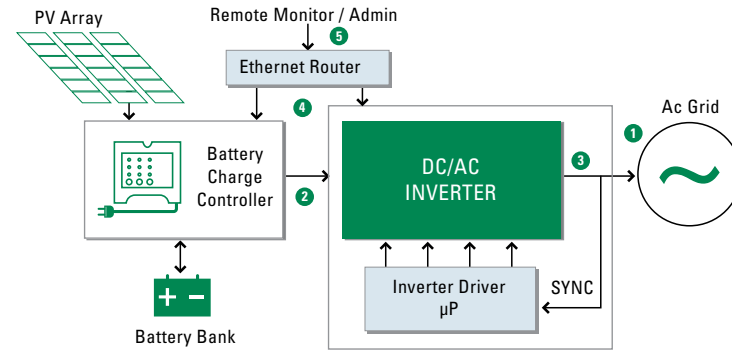 PV Array
Remote Monitor / Admin
5
Ethernet Router
4
1
Ac Grid
Battery
Charge
Controller
2
DC/AC
INVERTER
3
Inverter Driver
µP
SYNC
Battery Bank